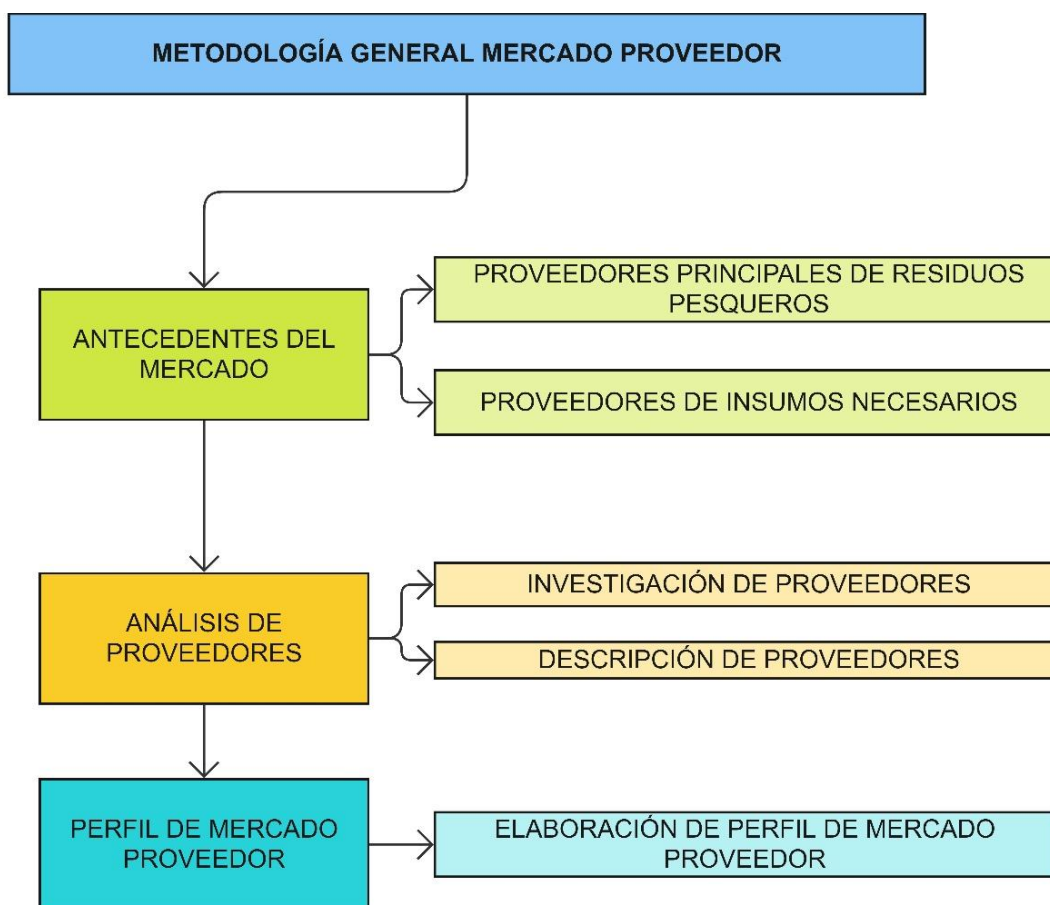 METODOLOGÍA GENERAL MERCADO PROVEEDOR
PROVEEDORES PRINCIPALES DE RESIDUOS
PESQUEROS
ANTECEDENTES DEL
MERCADO
PROVEEDORES DE INSUMOS NECESARIOS
INVESTIGACIÓN DE PROVEEDORES
ANÁLISIS DE
PROVEEDORES
DESCRIPCIÓN DE PROVEEDORES
PERFIL DE MERCADO
PROVEEDOR
ELABORACIÓN DE PERFIL DE MERCADO
PROVEEDOR